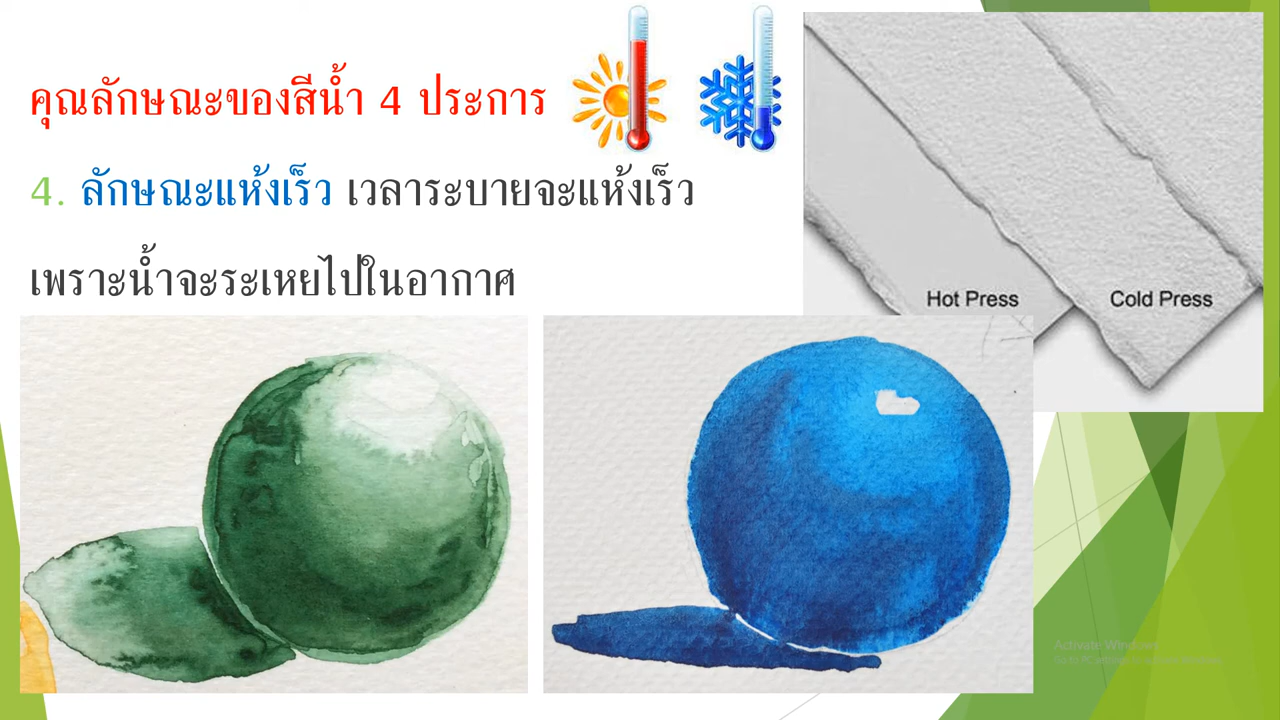 คุณลักษณะของสีน้ำ 4 ประการ
4. ลักษณะแห้งเร็ว เวลาระบายจะแห้งเร็ว
เพราะน้ำจะระเหยไปในอากาศ
Hot Press
Cold Press
Activate Windows